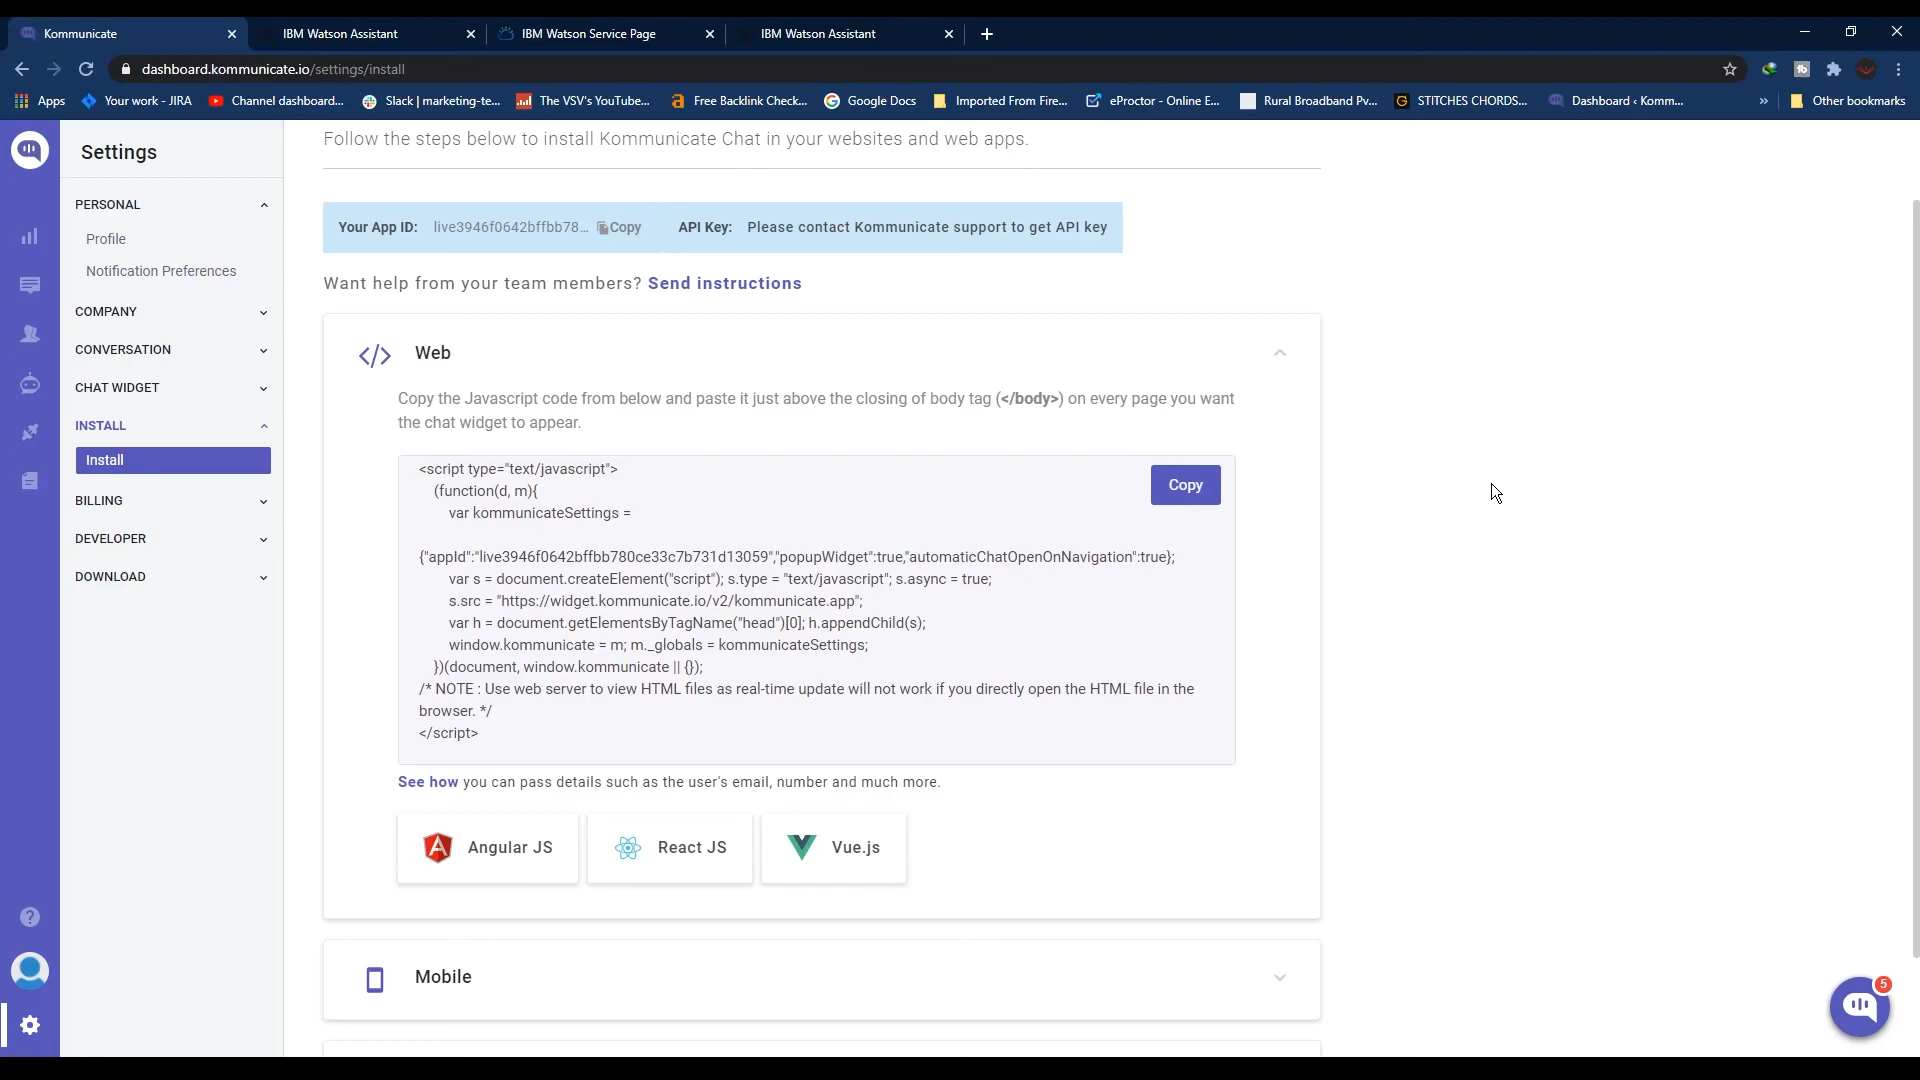 Kommunicate
IBM Watson Assistant
IBM Watson Service Page
IBM Watson Assistant
dashboard.kommunicate.io/settings/install
Apps
Your work - JIRA
Channel dashboard...
Slack | marketing-te...
The VSV's YouTube...
Free Backlink Check...
Google Docs
Imported From Fire...
eProctor - Online E...
Rural Broadband Pv...
STITCHES CHORDS...
Dashboard ‹ Komm...
»
Other bookmarks
Settings
PERSONAL
Profile
Notification Preferences
COMPANY
CONVERSATION
CHAT WIDGET
INSTALL
Install
BILLING
DEVELOPER
DOWNLOAD
Follow the steps below to install Kommunicate Chat in your websites and web apps.
Your App ID: live3946f0642bffbb78... Copy API Key: Please contact Kommunicate support to get API key
Want help from your team members? Send instructions
</> Web
Copy the Javascript code from below and paste it just above the closing of body tag (</body>) on every page you want
the chat widget to appear.
Copy
<script type="text/javascript">
(function(d, m){
var kommunicateSettings =
{"appId":"live3946f0642bffbb780ce33c7b731d13059","popupWidget":true,"automaticChatOpenOnNavigation":true};
var s = document.createElement("script"); s.type = "text/javascript"; s.async = true;
s.src = "https://widget.kommunicate.io/v2/kommunicate.app";
var h = document.getElementsByTagName("head")[0]; h.appendChild(s);
window.kommunicate = m; m._globals = kommunicateSettings;
})(document, window.kommunicate || {});
/* NOTE : Use web server to view HTML files as real-time update will not work if you directly open the HTML file in the
browser. */
</script>
See how you can pass details such as the user's email, number and much more.
Angular JS
React JS
Vue.js
Mobile
5